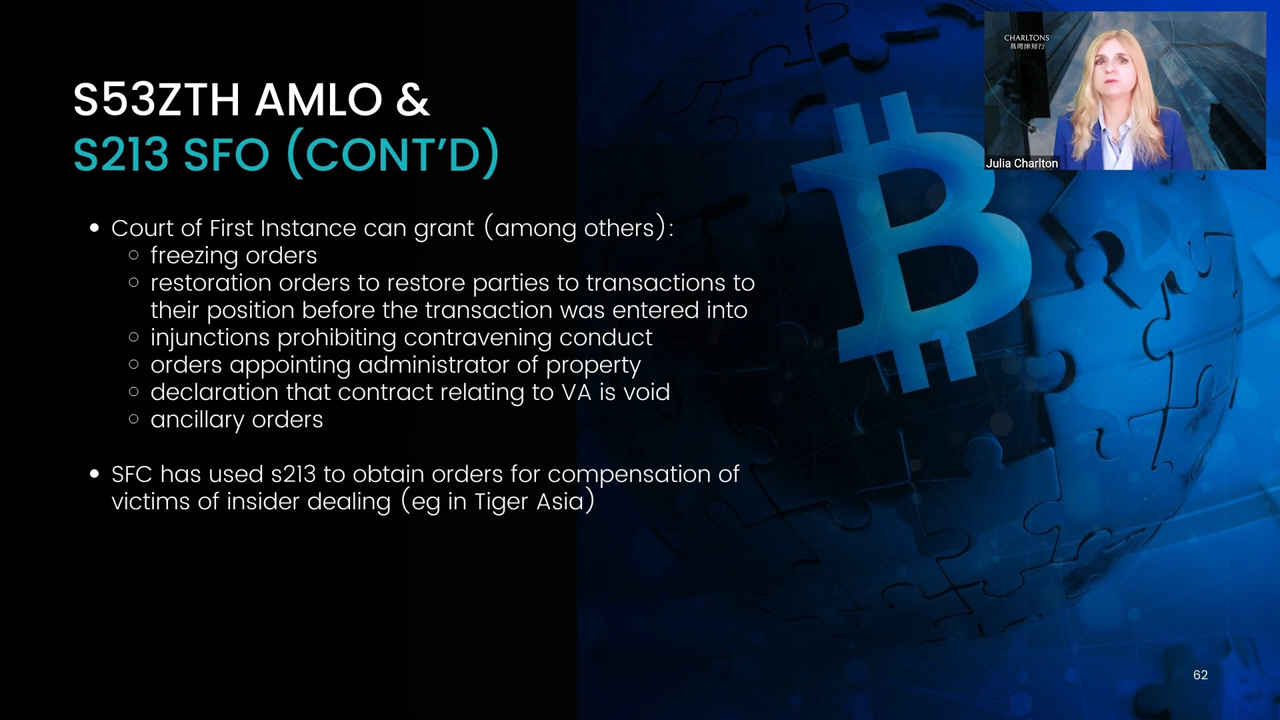 S53ZTH AMLO &
S213 SFO (CONT'D)
• Court of First Instance can grant (among others):
○ freezing orders
○ restoration orders to restore parties to transactions to
their position before the transaction was entered into
○ injunctions prohibiting contravening conduct
○ orders appointing administrator of property
○ declaration that contract relating to VA is void
○ ancillary orders
• SFC has used s213 to obtain orders for compensation of
victims of insider dealing (eg in Tiger Asia)
CHARLTONS
Julia Charlton
62